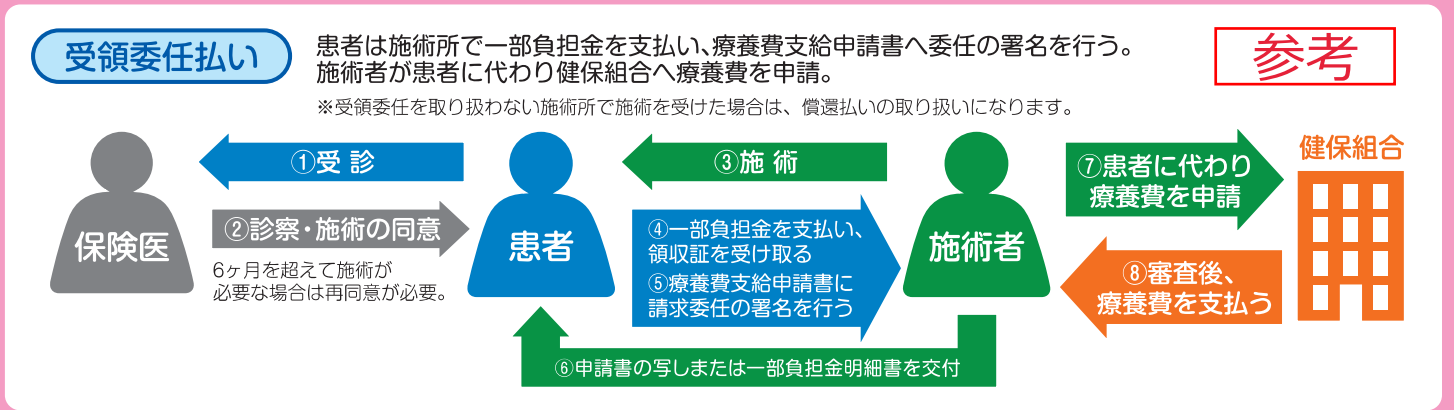 受領委任払い
患者は施術所で一部負担金を支払い、療養費支給申請書へ委任の署名を行う。
施術者が患者に代わり健保組合へ療養費を申請。
※受領委任を取り扱わない施術所で施術を受けた場合は、償還払いの取り扱いになります。
参考
保険医
①受 診
②診察・施術の同意
6ヶ月を超えて施術が
必要な場合は再同意が必要。
患者
③施 術
④一部負担金を支払い、
領収証を受け取る
⑤療養費支給申請書に
請求委任の署名を行う
⑥申請書の写しまたは一部負担金明細書を交付
施術者
⑦患者に代わり
療養費を申請
健保組合
⑧審査後、
療養費を支払う